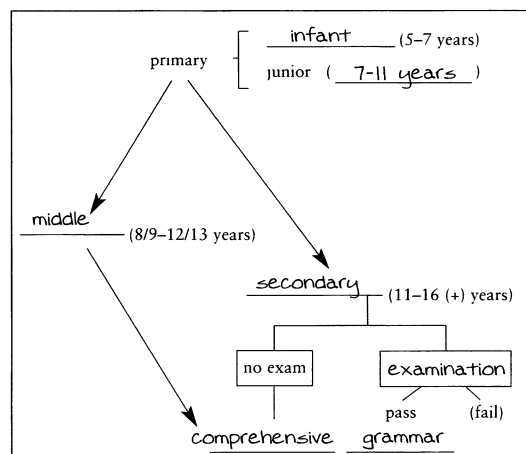 infant (5–7 years)
primary
junior ( 7-11 years )
middle (8/9–12/13 years)
secondary (11–16 (+) years)
no exam examination
pass (fail)
comprehensive grammar